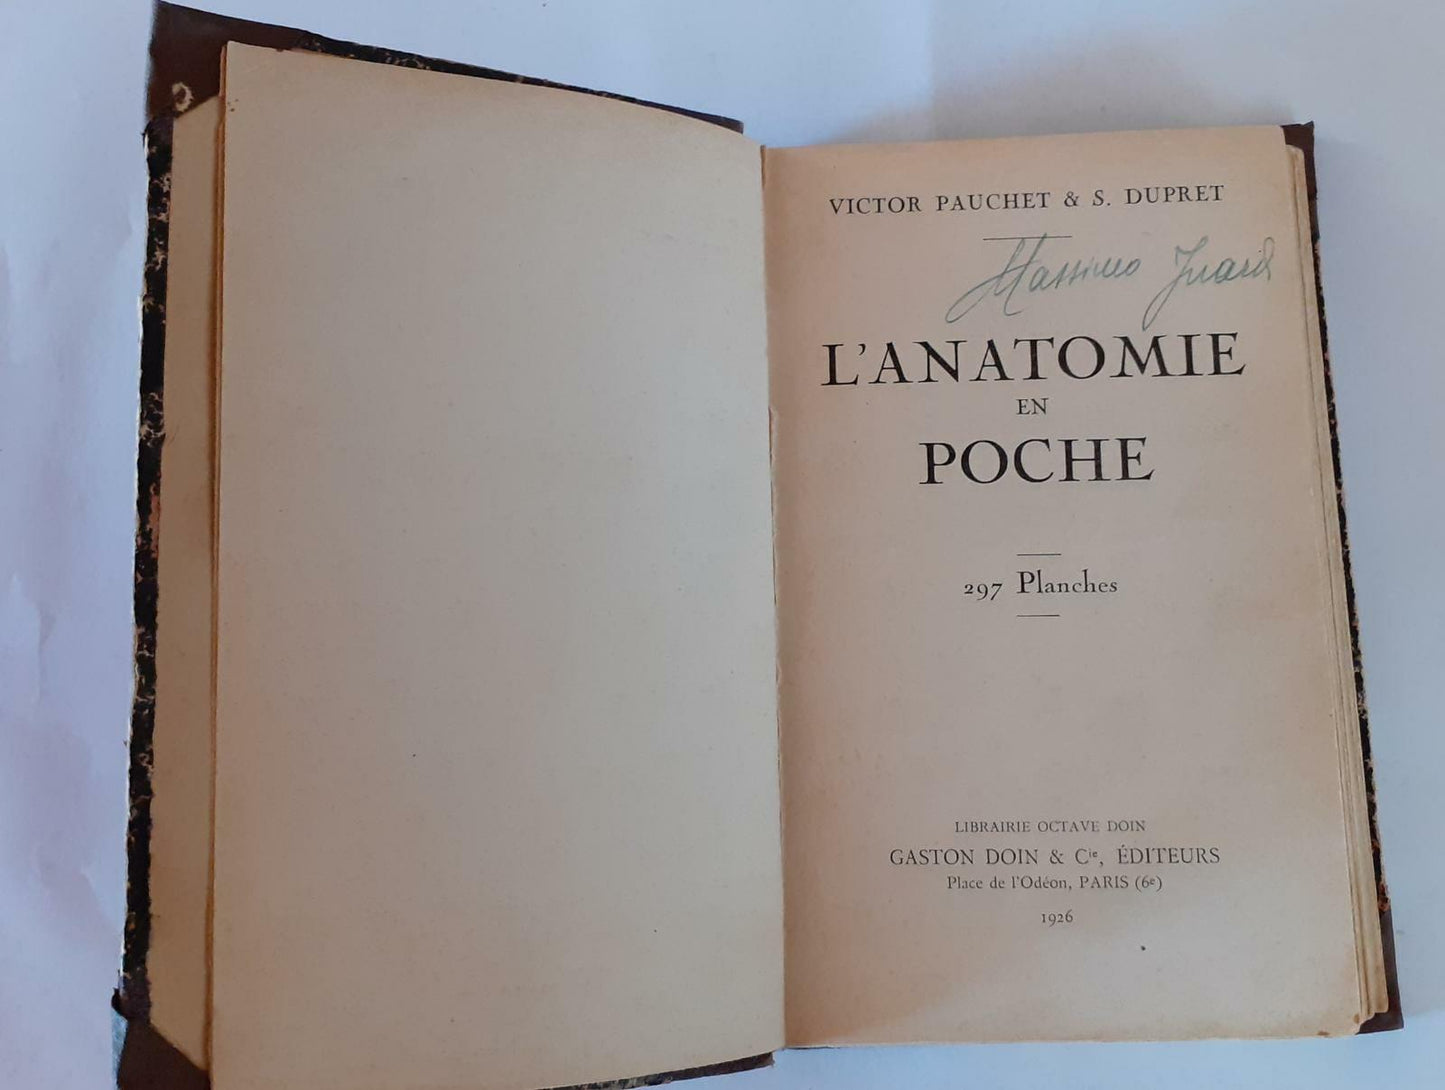 VICTOR PAUCHET & S. DUPRET
Massimo
L'ANATOMIE
EN
POCHE
297 Planches
LIBRAIRIE OCTAVE DOIN
GASTON DOIN & Cie, ÉDITEURS
Place de l'Odéon, PARIS (6e)
1926